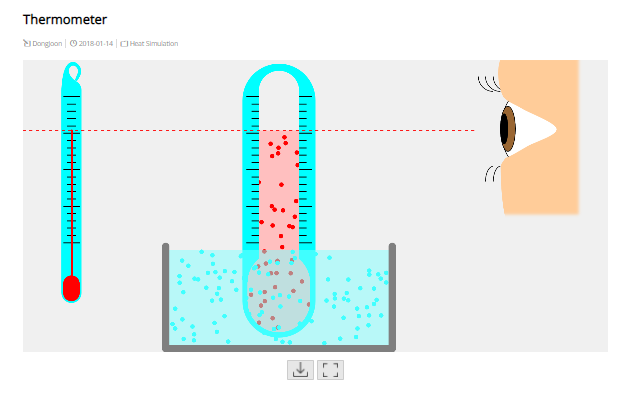 Thermometer
Dongjoon | 2018-01-14 | Heat Simulation